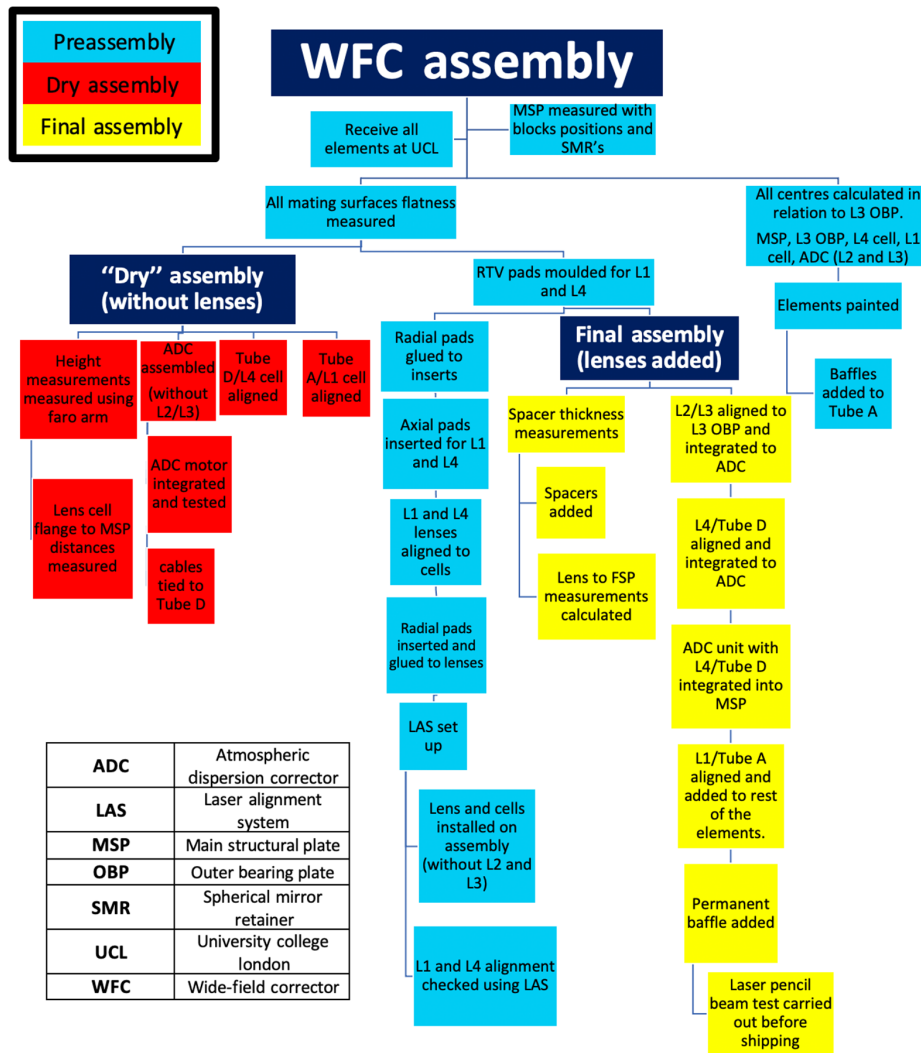 Preassembly
Dry assembly
Final assembly
WFC assembly
Receive all
elements at UCL
MSP measured with
blocks positions and
SMR's
All mating surfaces flatness
measured
All centres calculated in
relation to L3 OBP.
MSP, L3 OBP, L4 cell, L1
cell, ADC (L2 and L3)
“Dry” assembly
(without lenses)
RTV pads moulded for L1
and L4
Elements painted
Baffles
added to
Tube A
Height
measurements
measured using
faro arm
ADC
assembled
(without
L2/L3)
Tube
D/L4 cell
aligned
Tube
A/L1 cell
aligned
Lens cell
flange to MSP
distances
measured
ADC motor
integrated
and tested
cables
tied to
Tube D
Radial pads
glued to
inserts
Axial pads
inserted for L1
and L4
L1 and L4
lenses
aligned to
cells
Radial pads
inserted and
glued to lenses
LAS set
up
Lens and cells
installed on
assembly
(without L2 and
L3)
L1 and L4 alignment
checked using LAS
Final assembly
(lenses added)
Spacer thickness
measurements
Spacers
added
Lens to FSP
measurements
calculated
L2/L3 aligned to
L3 OBP and
integrated to
ADC
L4/Tube D
aligned and
integrated to
ADC
ADC unit with
L4/Tube D
integrated into
MSP
L1/Tube A
aligned and
added to rest
of the
elements.
Permanent
baffle added
Laser pencil
beam test carried
out before
shipping
ADC
Atmospheric
dispersion corrector
LAS
Laser alignment
system
MSP
Main structural plate
OBP
Outer bearing plate
SMR
Spherical mirror
retainer
UCL
University college
london
WFC
Wide-field corrector